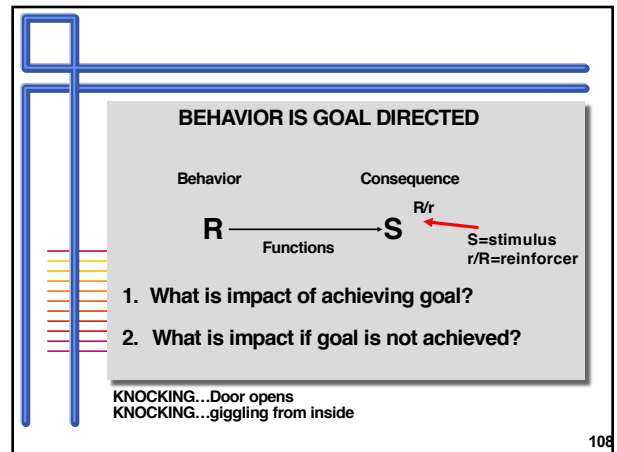 BEHAVIOR IS GOAL DIRECTED
Behavior Consequence
R/r
R S
Functions
S=stimulus
r/R=reinforcer
1. What is impact of achieving goal?
2. What is impact if goal is not achieved?
KNOCKING...Door opens
KNOCKING...giggling from inside
108